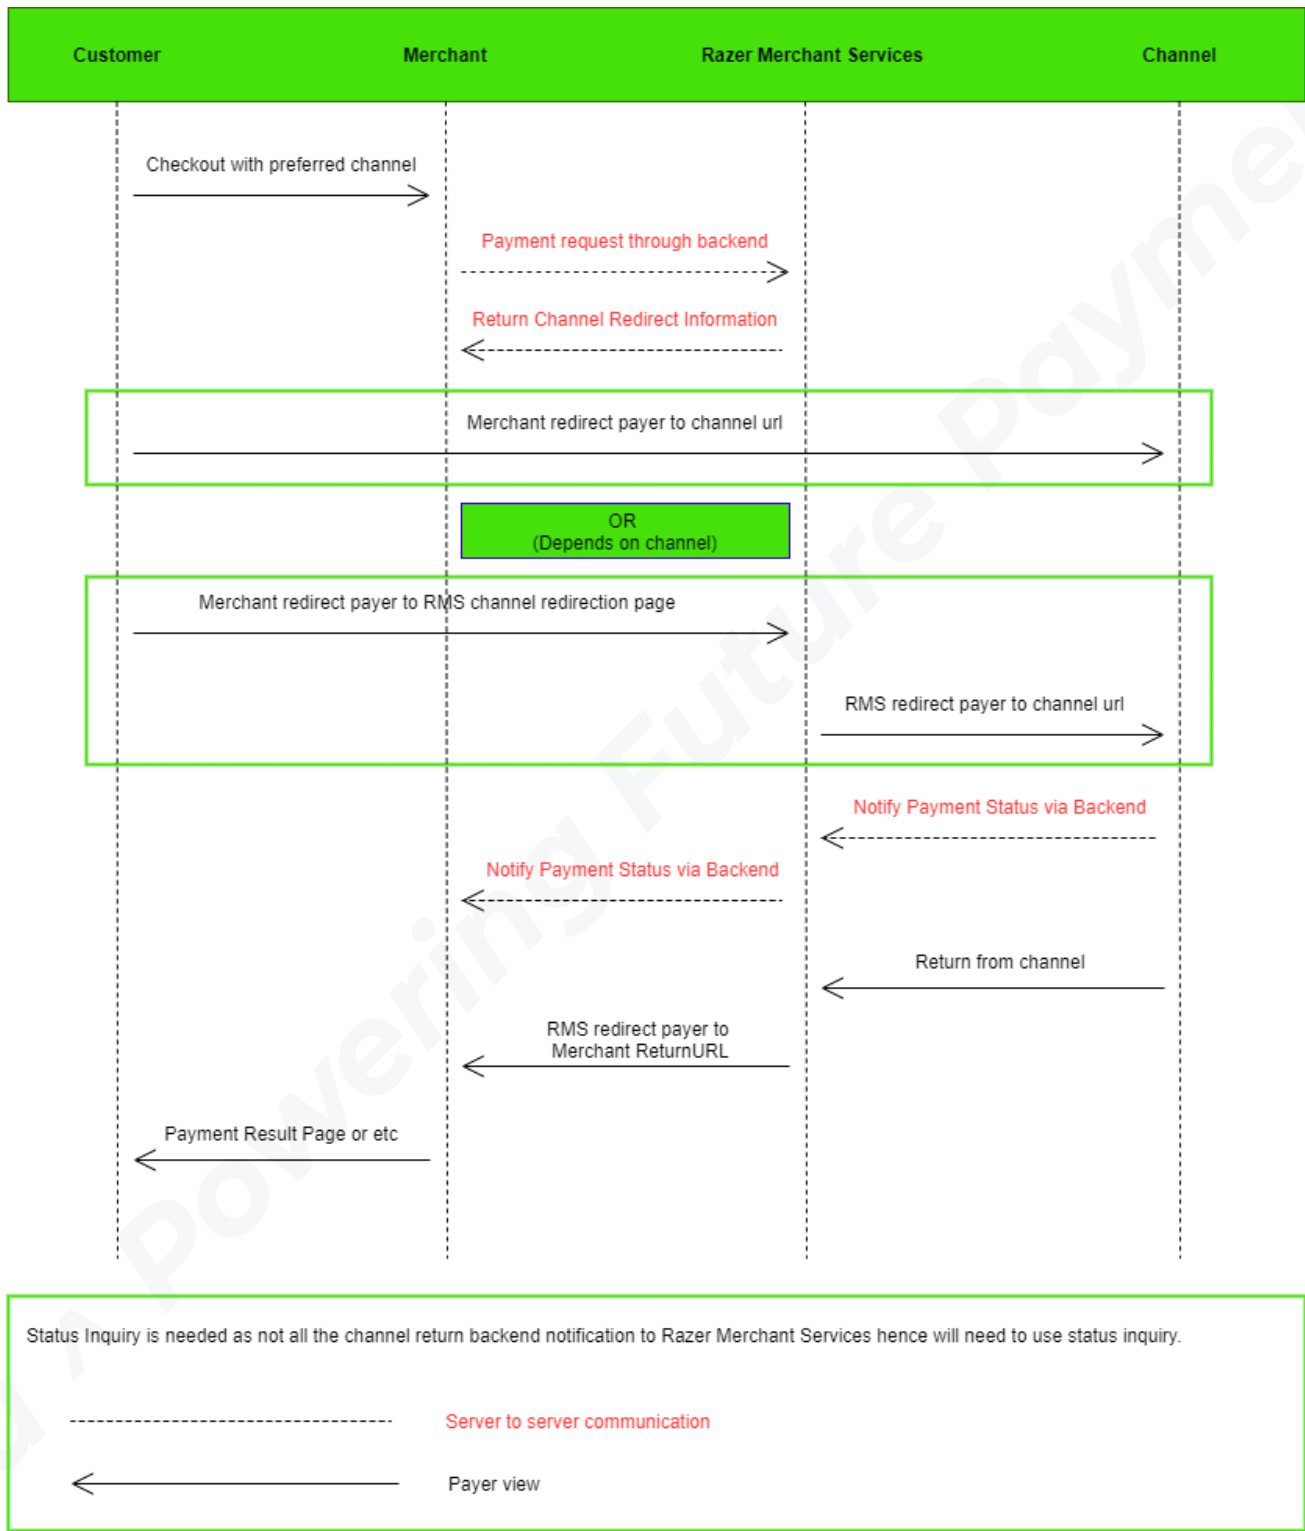 Customer Merchant Razer Merchant Services Channel
Checkout with preferred channel
Payment request through backend
Return Channel Redirect Information
Merchant redirect payer to channel url
OR
(Depends on channel)
Merchant redirect payer to RMS channel redirection page
RMS redirect payer to channel url
Notify Payment Status via Backend
Notify Payment Status via Backend
Return from channel
RMS redirect payer to
Merchant ReturnURL
Payment Result Page or etc
Status Inquiry is needed as not all the channel return backend notification to Razer Merchant Services hence will need to use status inquiry.
Server to server communication
Payer view
Powering Future